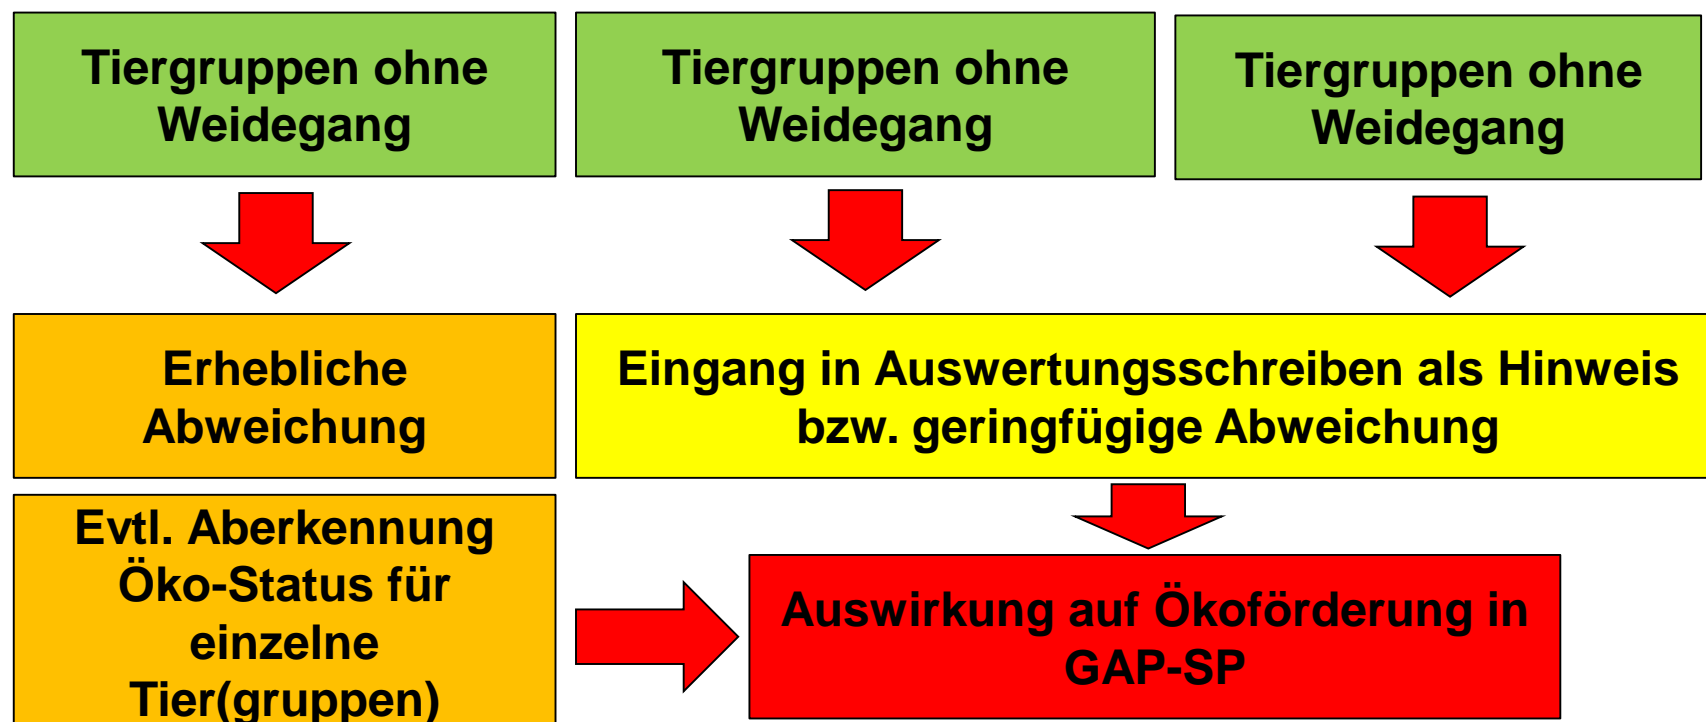 Tiergruppen ohne
Weidegang
Tiergruppen ohne
Weidegang
Tiergruppen ohne
Weidegang
Erhebliche
Abweichung
Eingang in Auswertungsschreiben als Hinweis
bzw. geringfügige Abweichung
Evtl. Aberkennung
Öko-Status für
einzelne
Tier(gruppen)
Auswirkung auf Ökoförderung in
GAP-SP